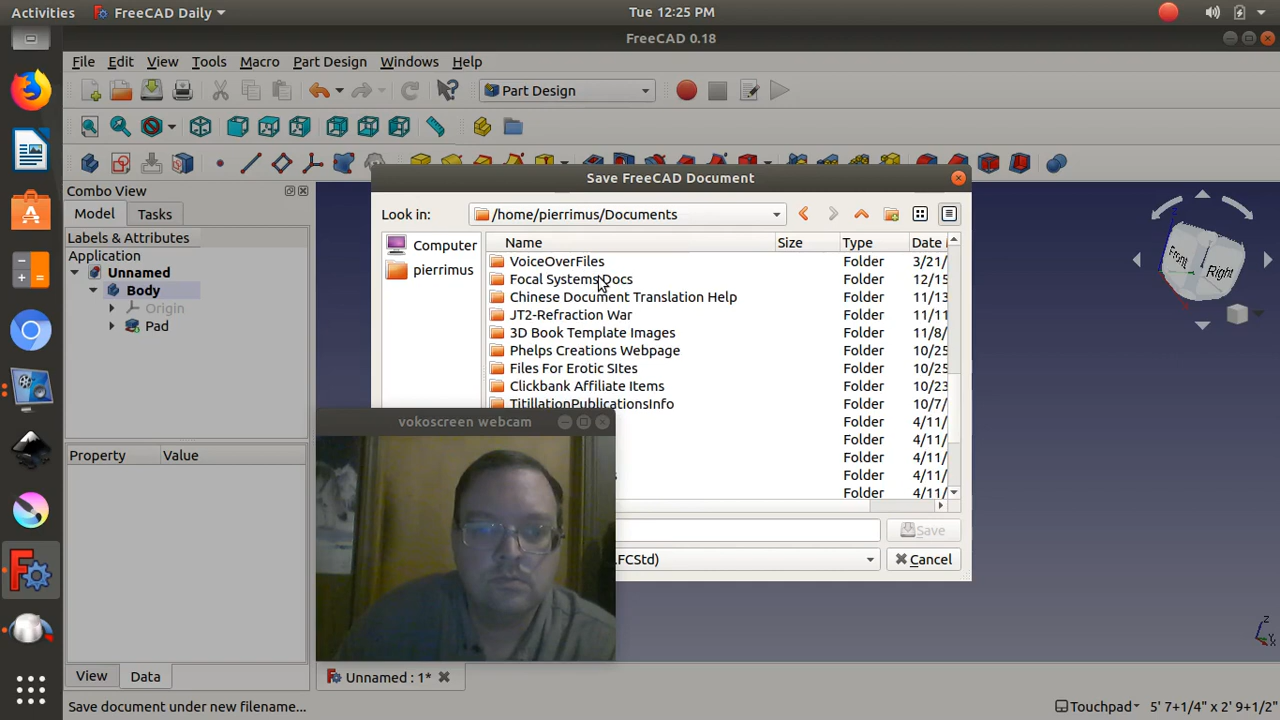 Activities FreeCAD Daily Tue 12:25 PM
FreeCAD 0.18
File Edit View Tools Macro Part Design Windows Help
Part Design
Combo View
Model Tasks
Labels & Attributes
Application
Unnamed
Body
Origin
Pad
Property Value
View Data
Save FreeCAD Document
Look in: /home/pierrimus/Documents
Computer
pierrimus
Name Size Type Date
VoiceOverFiles Folder 3/21/
Focal Systems Docs Folder 12/15
Chinese Document Translation Help Folder 11/13
JT2-Refraction War Folder 11/11
3D Book Template Images Folder 11/8/
Phelps Creations Webpage Folder 10/25
Files For Erotic SItes Folder 10/25
Clickbank Affiliate Items Folder 10/23
TitillationPublicationsInfo Folder 10/7/
Folder 4/11/
Folder 4/11/
Folder 4/11/
Folder 4/11/
Folder 4/11/
Save
.FCStd)
Cancel
vokoscreen webcam
Front
Right
Z
X
Unnamed : 1*
Save document under new filename...
Touchpad 5' 7+1/4" x 2' 9+1/2"